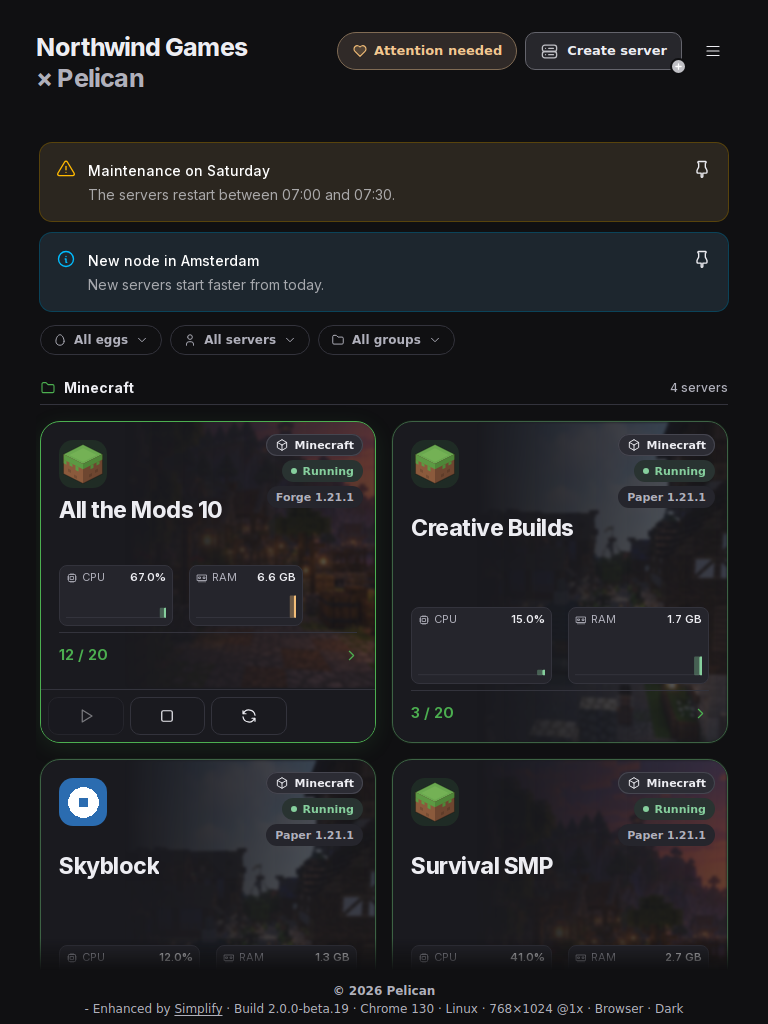 Northwind Games
× Pelican
Attention needed
Create server
Maintenance on Saturday
The servers restart between 07:00 and 07:30.
New node in Amsterdam
New servers start faster from today.
All eggs
All servers
All groups
Minecraft
4 servers
Minecraft
Running
Forge 1.21.1
All the Mods 10
CPU 67.0%
RAM 6.6 GB
12 / 20
Minecraft
Running
Paper 1.21.1
Creative Builds
CPU 15.0%
RAM 1.7 GB
3 / 20
Minecraft
Running
Paper 1.21.1
Skyblock
CPU 12.0%
RAM 1.3 GB
Minecraft
Running
Paper 1.21.1
Survival SMP
CPU 41.0%
RAM 2.7 GB
© 2026 Pelican
- Enhanced by Simplify · Build 2.0.0-beta.19 · Chrome 130 · Linux · 768×1024 @1x · Browser · Dark